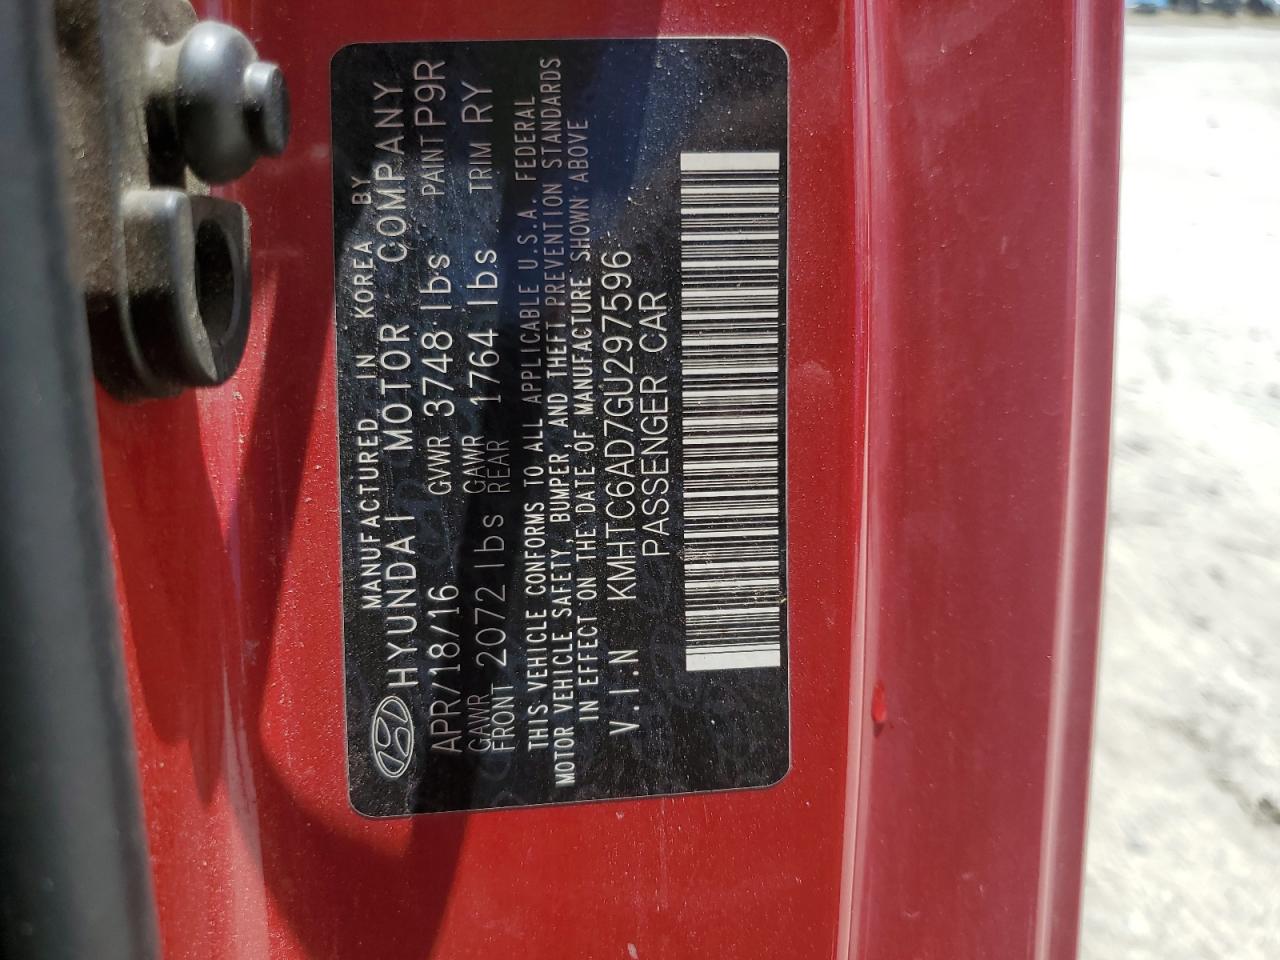 MANUFACTURED IN KOREA BY
HYUNDAI MOTOR COMPANY
APR/18/16 GVWR 3748 lbs PAINT P9R
GAWR FRONT 2072 lbs GAWR REAR 1764 lbs TRIM RY
THIS VEHICLE CONFORMS TO ALL APPLICABLE U.S.A. FEDERAL
MOTOR VEHICLE SAFETY, BUMPER, AND THEFT PREVENTION STANDARDS
IN EFFECT ON THE DATE OF MANUFACTURE SHOWN ABOVE
V.I.N KMHTC6AD7GU297596
PASSENGER CAR